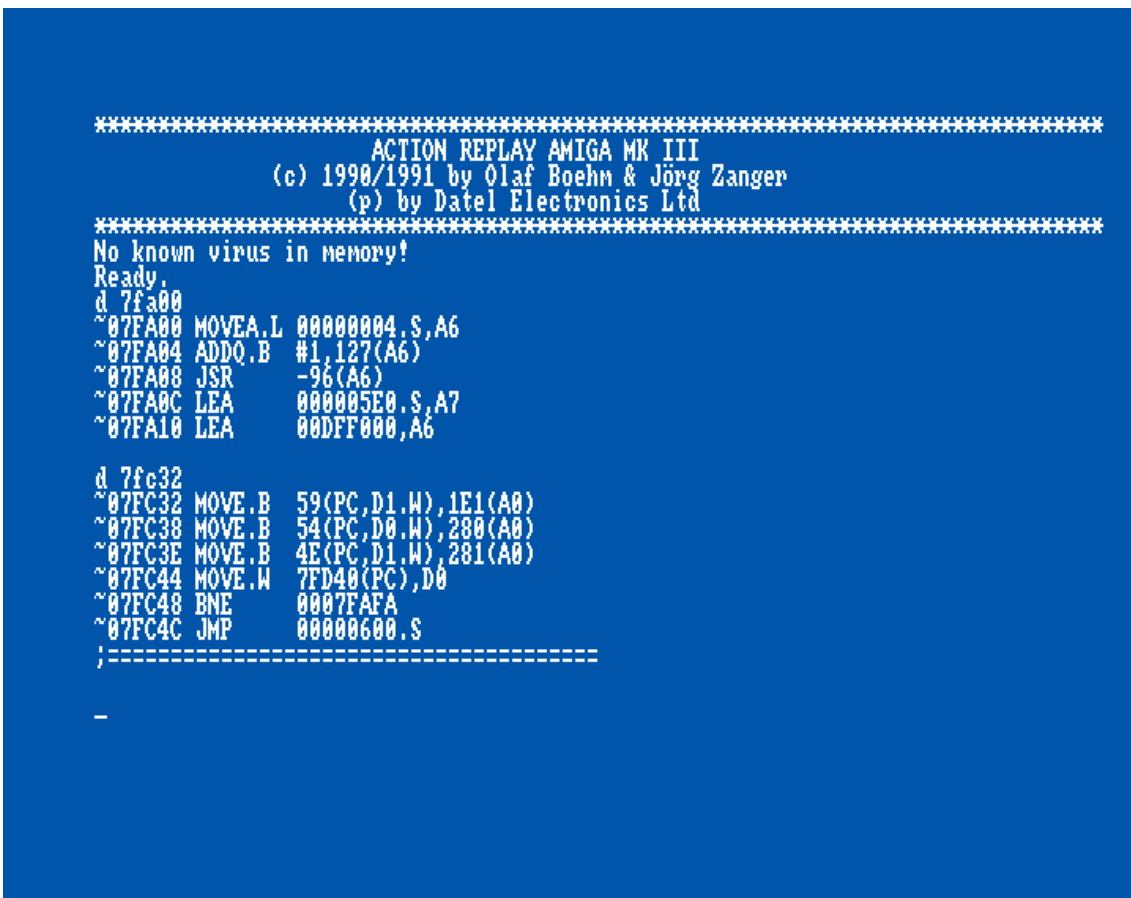 ********************************************************************************
ACTION REPLAY AMIGA MK III
(c) 1990/1991 by Olaf Boehm & Jörg Zanger
(p) by Datel Electronics Ltd
********************************************************************************
No known virus in memory!
Ready.
d 7fa00
~07FA00 MOVEA.L 00000004.S,A6
~07FA04 ADDQ.B  #1,127(A6)
~07FA08 JSR     -96(A6)
~07FA0C LEA     000005E0.S,A7
~07FA10 LEA     00DFF000,A6
d 7fc32
~07FC32 MOVE.B  59(PC,D1.W),1E1(A0)
~07FC38 MOVE.B  54(PC,D0.W),280(A0)
~07FC3E MOVE.B  4E(PC,D1.W),281(A0)
~07FC44 MOVE.W  7FD40(PC),D0
~07FC48 BNE     0007FAFA
~07FC4C JMP     00000600.S
;=======================================
_